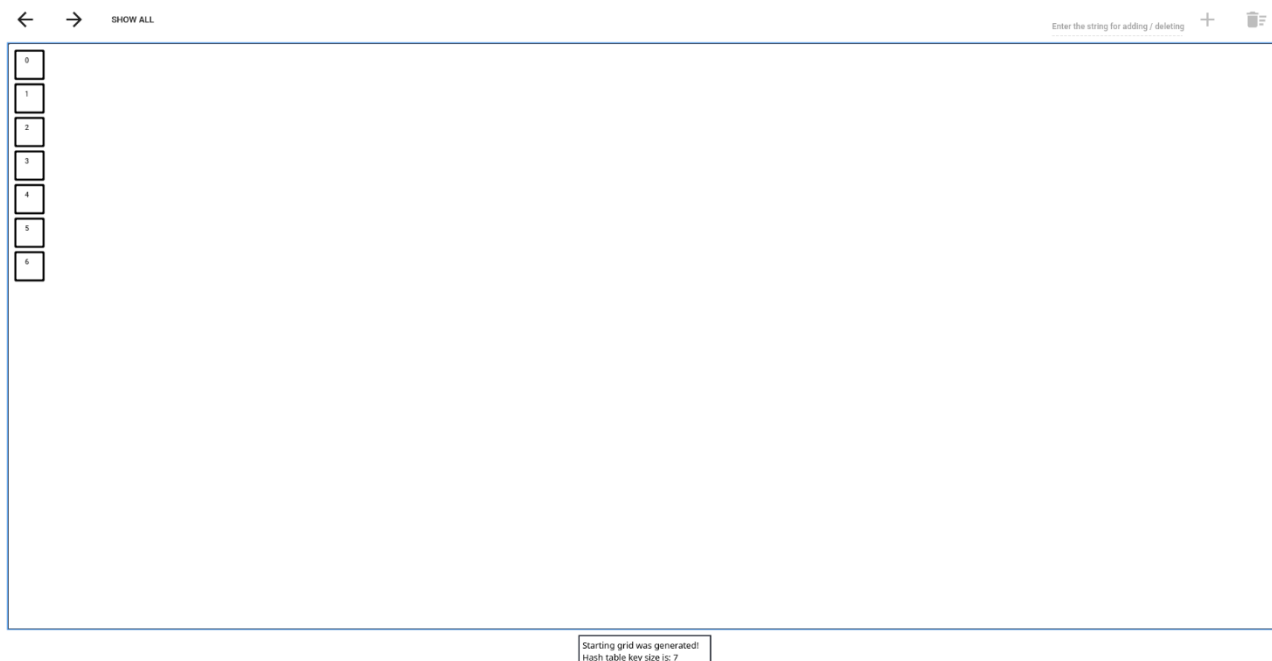 SHOW ALL
Enter the string for adding / deleting
0
1
2
3
4
5
6
Starting grid was generated!
Hash table key size is: 7